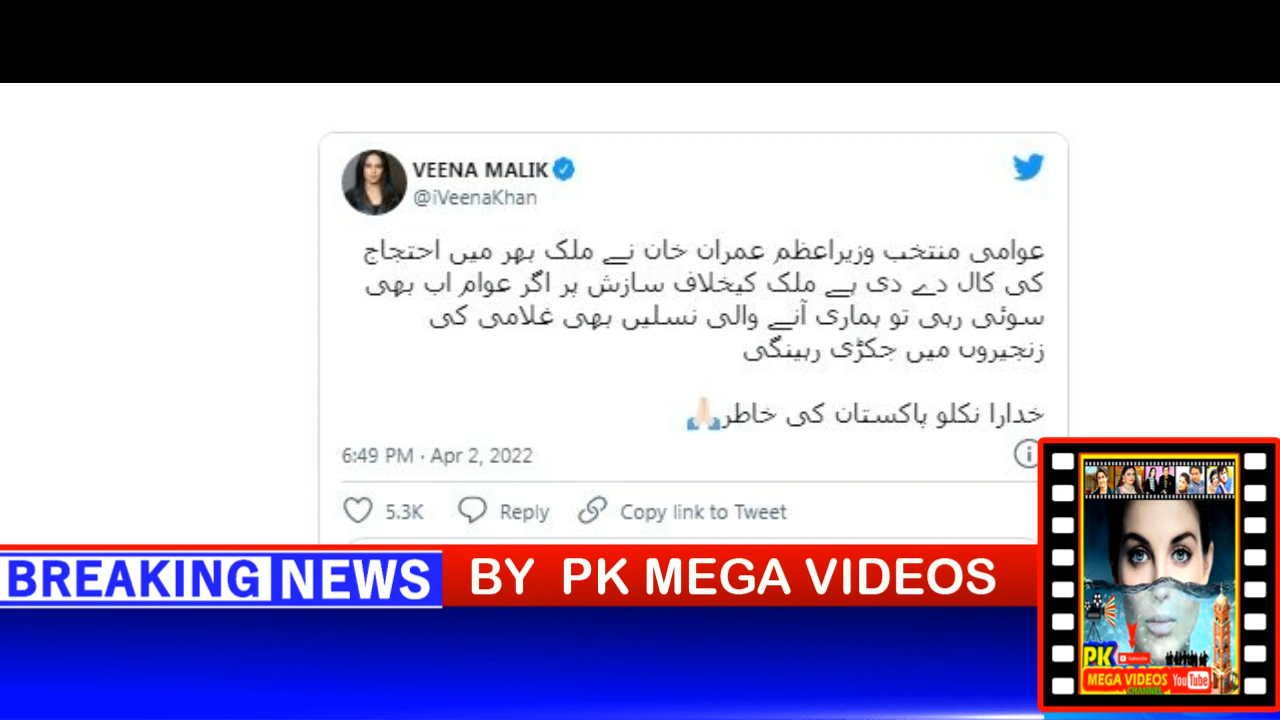 VEENA MALIK
@iVeenaKhan
عوامی منتخب وزیراعظم عمران خان نے ملک بھر میں احتجاج
کی کال دے دی ہے ملک کیخلاف سازش پر اگر عوام اب بھی
سوئی رہی تو ہماری آنے والی نسلیں بھی غلامی کی
زنجیروں میں جکڑی رہینگی
خدارا نکلو پاکستان کی خاطر🙏🏻
6:49 PM · Apr 2, 2022
5.3K Reply Copy link to Tweet
BREAKING NEWS BY PK MEGA VIDEOS
PK
Subscribe
MEGA VIDEOS YouTube
CHANNEL